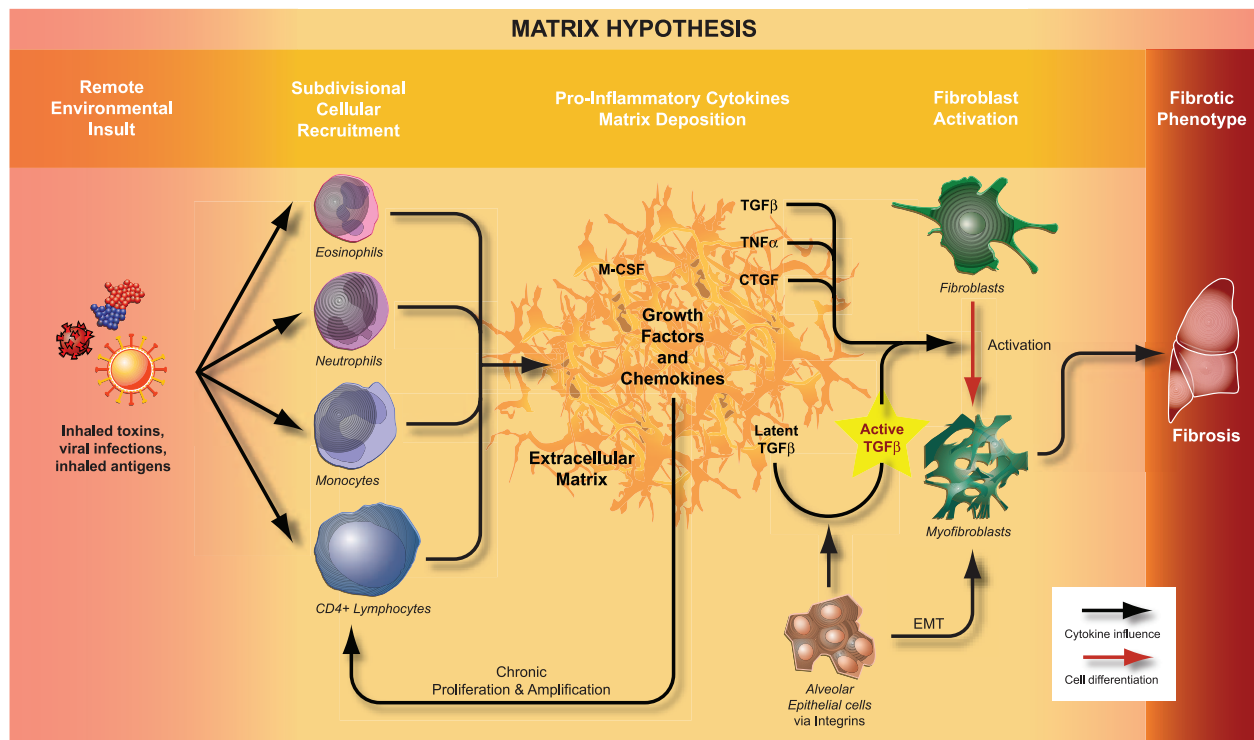 MATRIX HYPOTHESIS
Remote
Environmental
Insult
Subdivisional
Cellular
Recruitment
Pro-Inflammatory Cytokines
Matrix Deposition
Fibroblast
Activation
Fibrotic
Phenotype
Inhaled toxins,
viral infections,
inhaled antigens
Eosinophils
Neutrophils
Monocytes
CD4+ Lymphocytes
M-CSF
Growth
Factors
and
Chemokines
Extracellular
Matrix
TGFβ
TNFα
CTGF
Latent
TGFβ
Active
TGFβ
Fibroblasts
Activation
Myofibroblasts
Fibrosis
EMT
Alveolar
Epithelial cells
via Integrins
Chronic
Proliferation & Amplification
Cytokine influence
Cell differentiation